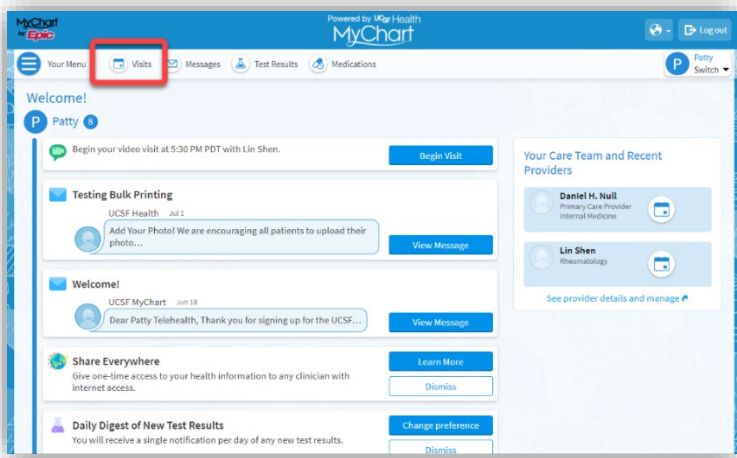 MyChart
by Epic
Powered by UCSF Health
MyChart
Logout
Your Menu
Visits
Messages
Test Results
Medications
P
Patty
Switch
Welcome!
P
Patty
8
Begin your video visit at 5:30 PM PDT with Lin Shen.
Begin Visit
Testing Bulk Printing
UCSF Health Jul 1
Add Your Photo! We are encouraging all patients to upload their
photo...
View Message
Welcome!
UCSF MyChart Jun 18
Dear Patty Telehealth, Thank you for signing up for the UCSF...
View Message
Share Everywhere
Give one-time access to your health information to any clinician with
internet access.
Learn More
Dismiss
Daily Digest of New Test Results
You will receive a single notification per day of any new test results.
Change preference
Dismiss
Your Care Team and Recent
Providers
Daniel H. Null
Primary Care Provider
Internal Medicine
Lin Shen
Rheumatology
See provider details and manage